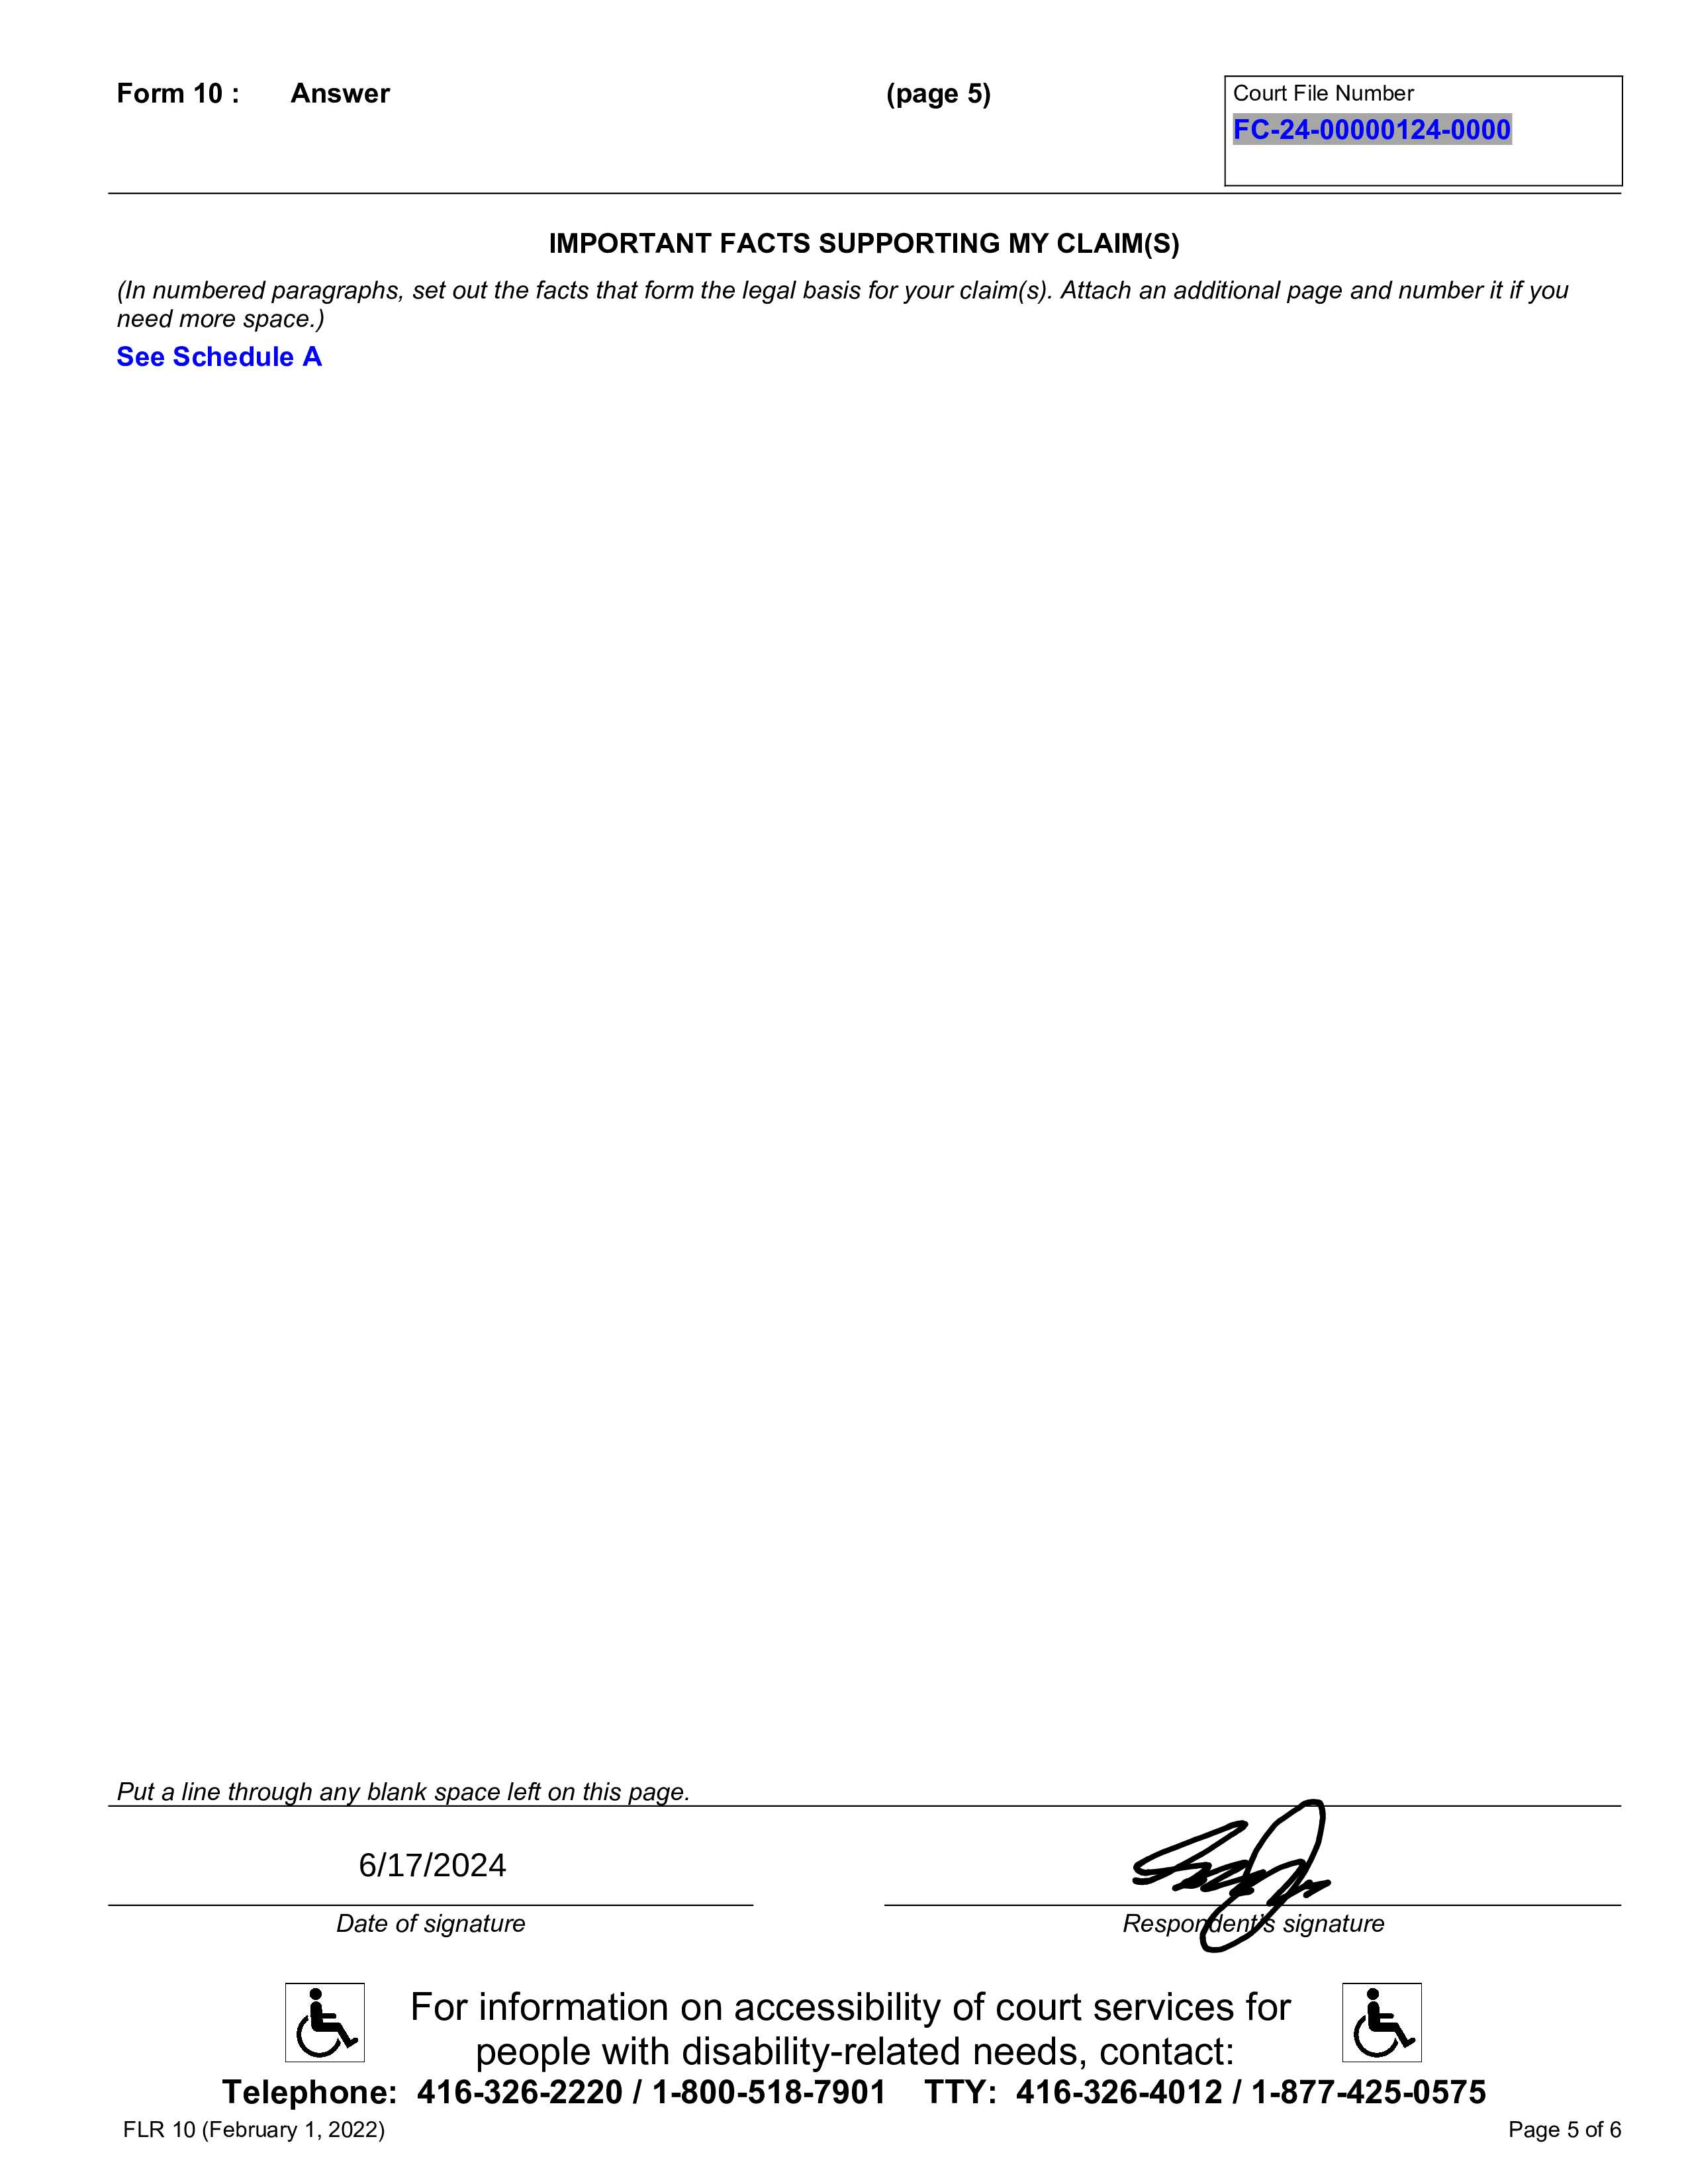 Form 10 : Answer (page 5)
Court File Number
FC-24-00000124-0000
IMPORTANT FACTS SUPPORTING MY CLAIM(S)
(In numbered paragraphs, set out the facts that form the legal basis for your claim(s). Attach an additional page and number it if you
need more space.)
See Schedule A
Put a line through any blank space left on this page.
6/17/2024
Date of signature
Respondent's signature
For information on accessibility of court services for
people with disability-related needs, contact:
Telephone: 416-326-2220 / 1-800-518-7901 TTY: 416-326-4012 / 1-877-425-0575
FLR 10 (February 1, 2022)
Page 5 of 6